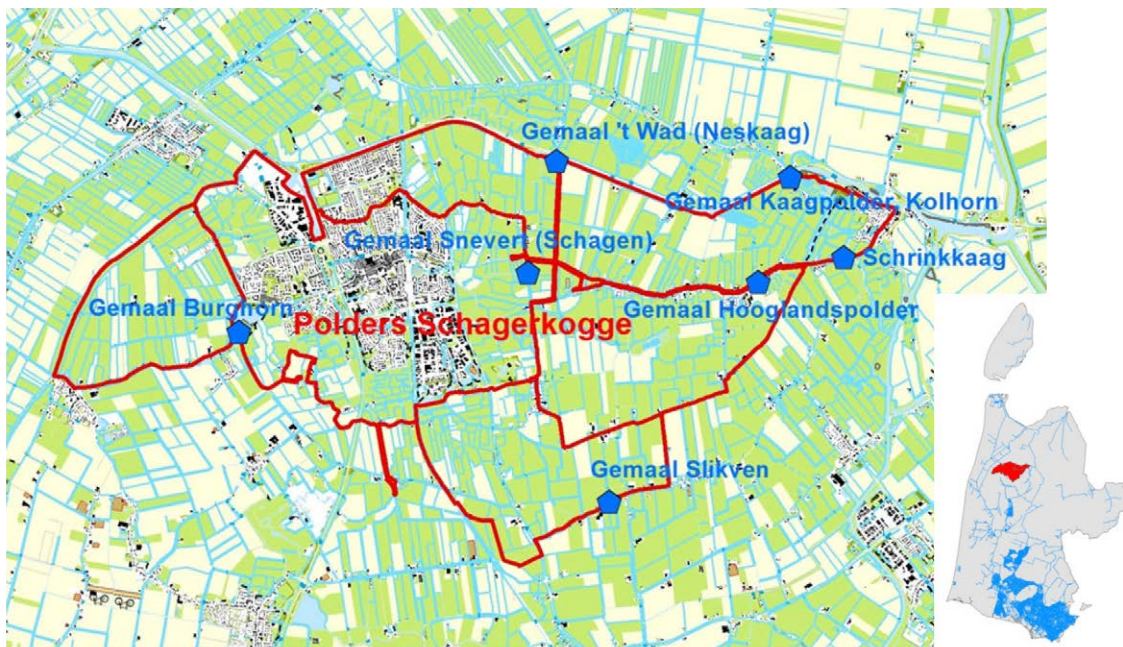 Gemaal 't Wad (Neskaag)
Gemaal Kaagpolder, Kolhorn
Gemaal Snevert (Schagen)
Schrinkkaag
Gemaal Burghorn
Gemaal Hooglandspolder
Polders Schagerkogge
Gemaal Slikven